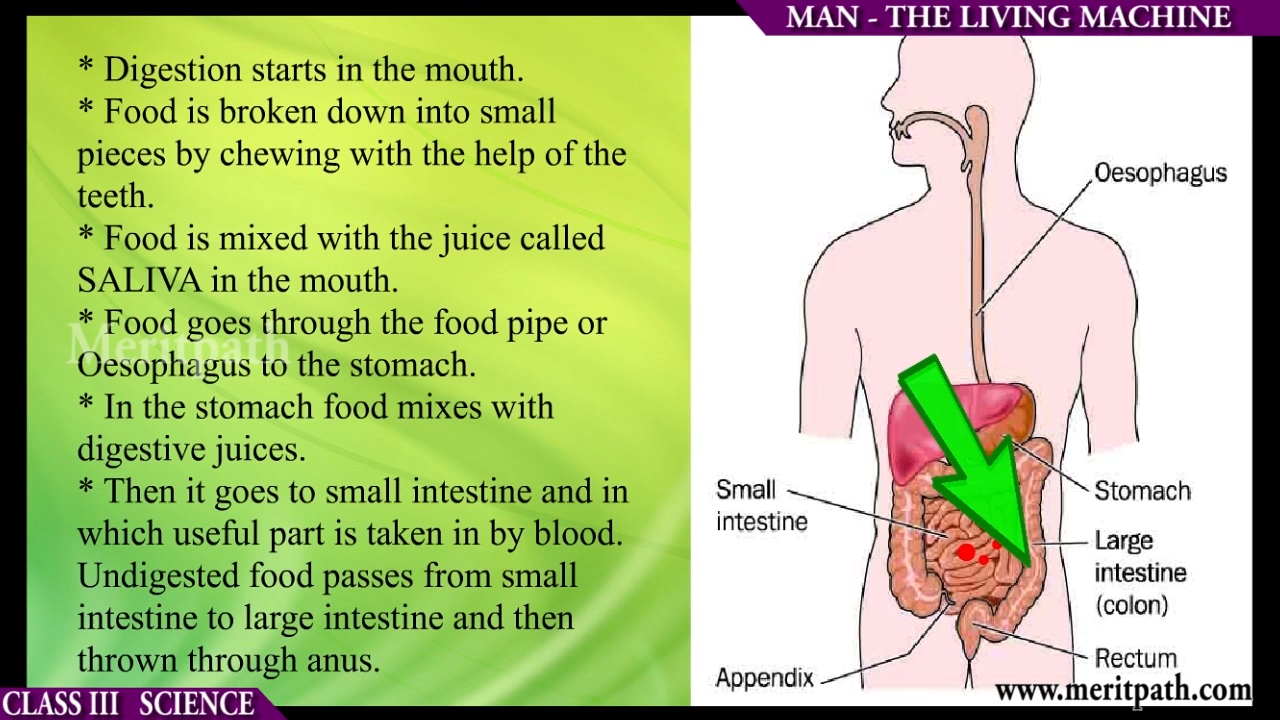 MAN - THE LIVING MACHINE
* Digestion starts in the mouth.
* Food is broken down into small
pieces by chewing with the help of the
teeth.
* Food is mixed with the juice called
SALIVA in the mouth.
* Food goes through the food pipe or
Oesophagus to the stomach.
* In the stomach food mixes with
digestive juices.
* Then it goes to small intestine and in
which useful part is taken in by blood.
Undigested food passes from small
intestine to large intestine and then
thrown through anus.
Meritpath
Oesophagus
Small
intestine
Stomach
Large
intestine
(colon)
Rectum
Appendix
www.meritpath.com
CLASS III SCIENCE